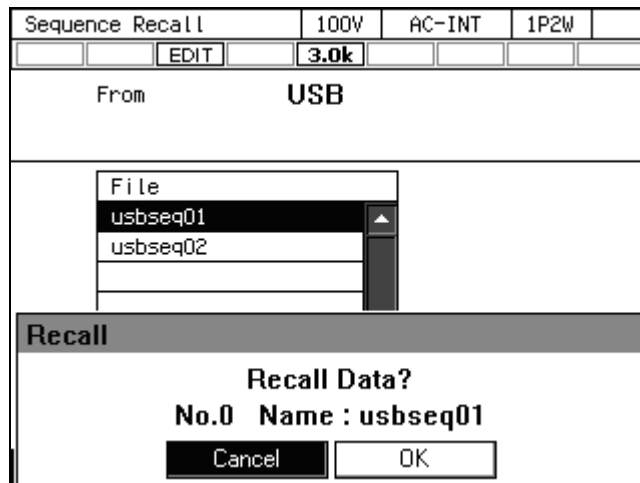 Sequence Recall 100V AC-INT 1P2W
EDIT 3.0k
From USB
File
usbseq01
usbseq02
Recall
Recall Data?
No.0 Name : usbseq01
Cancel OK